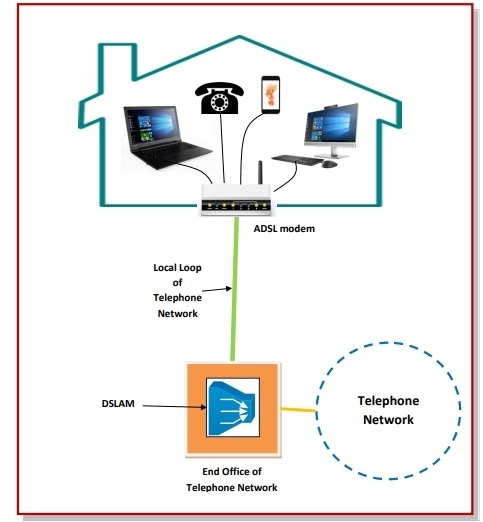 ADSL modem
Local Loop
of
Telephone
Network
DSLAM
Telephone
Network
End Office of
Telephone Network